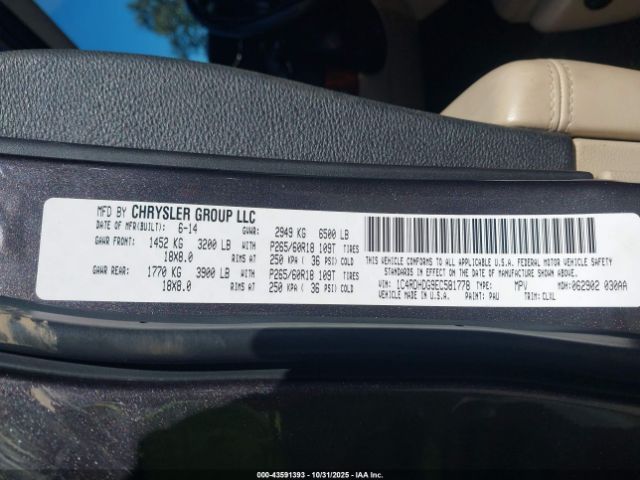 MFD BY CHRYSLER GROUP LLC
DATE OF MFR(BUILT): 6-14 GVWR: 2949 KG 6500 LB
GAWR FRONT: 1452 KG 3200 LB P265/60R18 109T TIRES
18X8.0 RIMS AT 250 KPA ( 36 PSI) COLD
GAWR REAR: 1770 KG 3900 LB P265/60R18 109T TIRES
18X8.0 RIMS AT 250 KPA ( 36 PSI) COLD
THIS VEHICLE CONFORMS TO ALL APPLICABLE U.S.A. FEDERAL MOTOR VEHICLE SAFETY
STANDARDS IN EFFECT ON THE DATE OF MANUFACTURE SHOWN ABOVE.
VIN: 1C4RDHDG9EC581778 TYPE: MPV MDH:062902 030AA
VEHICLE MADE IN U.S.A. PAINT: PAU TRIM: CLXL
000-43591393 - 10/31/2025 - IAAI.com